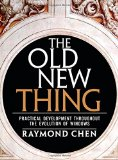 THE
OLD
NEW
THING
PRACTICAL DEVELOPMENT THROUGHOUT
THE EVOLUTION OF WINDOWS
RAYMOND CHEN